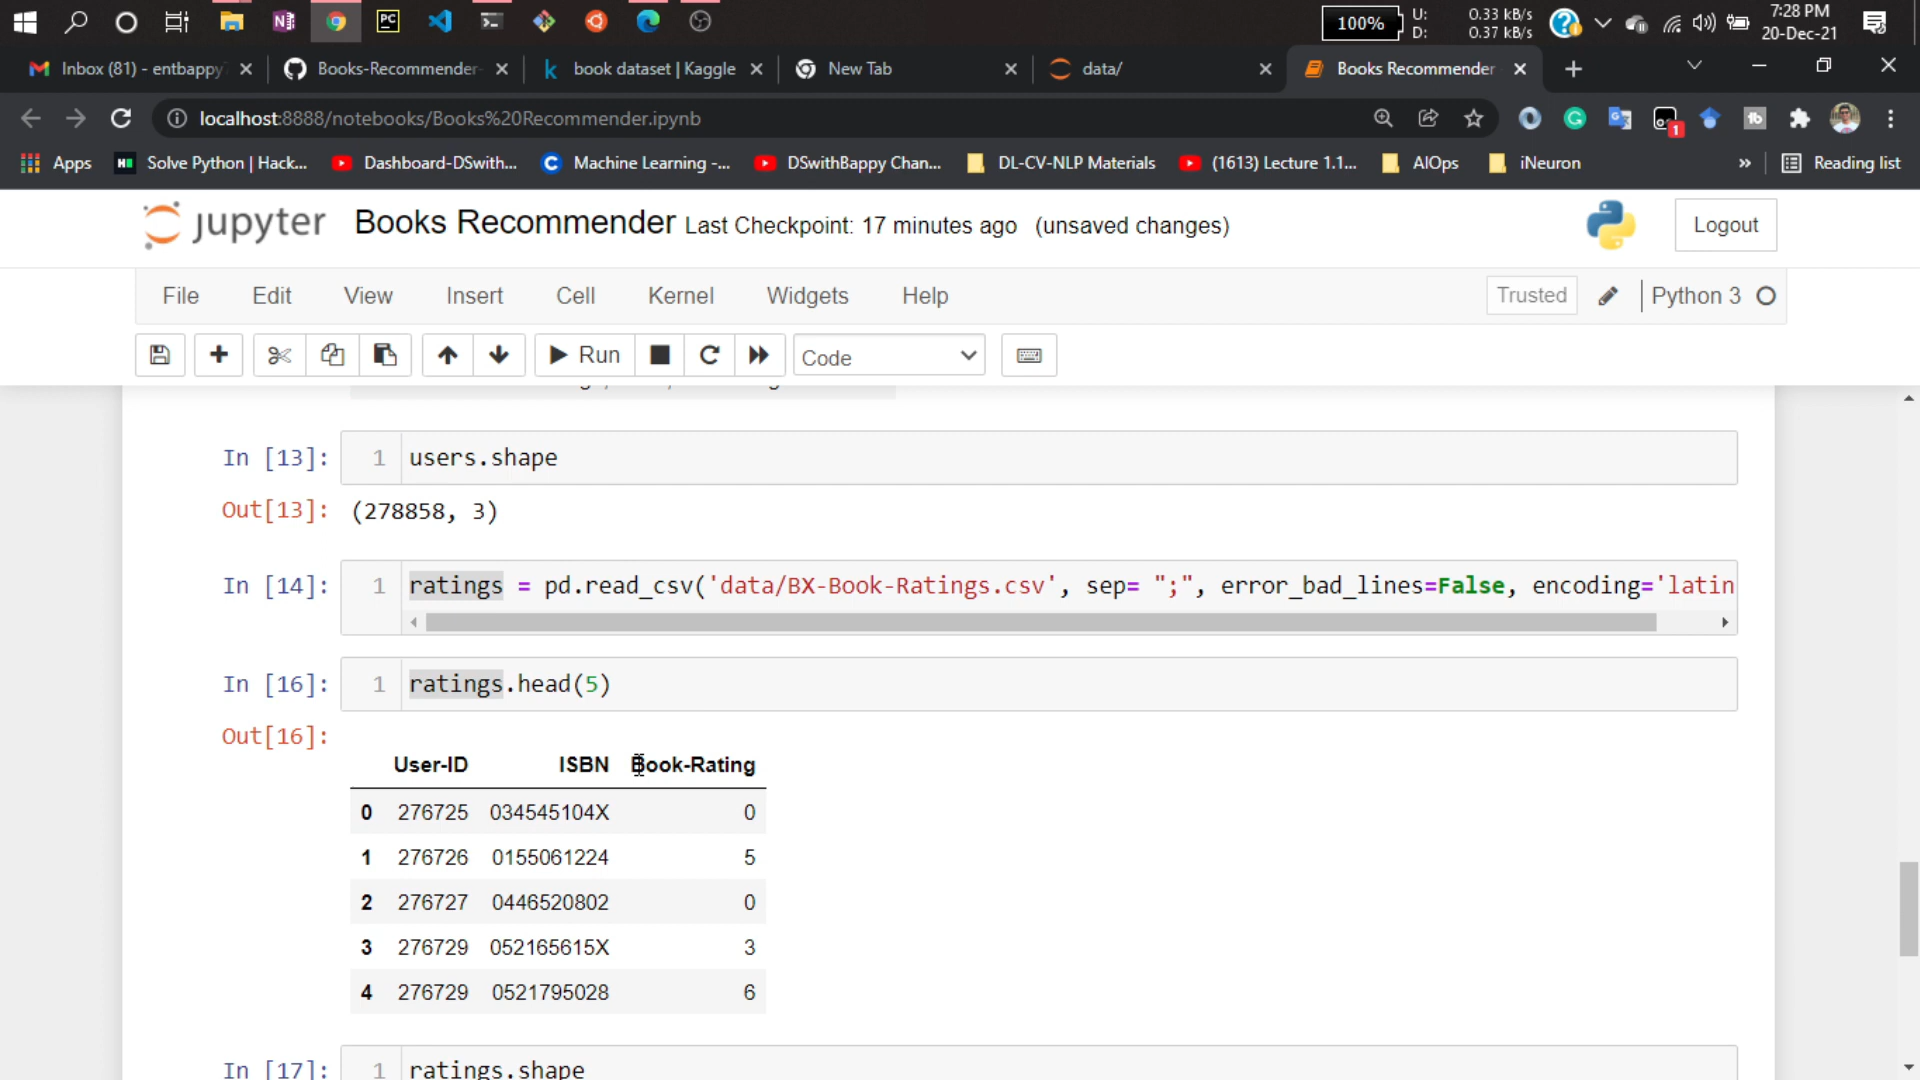 100% U: 0.33 kB/s 7:28 PM
D: 0.37 kB/s 20-Dec-21
Inbox (81) - entbappy Books-Recommender- book dataset | Kaggle New Tab data/ Books Recommender
localhost:8888/notebooks/Books%20Recommender.ipynb
Apps Solve Python | Hack... Dashboard-DSwith... Machine Learning -... DSwithBappy Chan... DL-CV-NLP Materials (1613) Lecture 1.1... AIOps iNeuron » Reading list
jupyter Books Recommender Last Checkpoint: 17 minutes ago (unsaved changes) Logout
File Edit View Insert Cell Kernel Widgets Help Trusted Python 3
Run Code
In [13]: 1 users.shape
Out[13]: (278858, 3)
In [14]: 1 ratings = pd.read_csv('data/BX-Book-Ratings.csv', sep= ";", error_bad_lines=False, encoding='latin
In [16]: 1 ratings.head(5)
Out[16]:
User-ID ISBN Book-Rating
0 276725 034545104X 0
1 276726 0155061224 5
2 276727 0446520802 0
3 276729 052165615X 3
4 276729 0521795028 6
In [17]: 1 ratings.shape